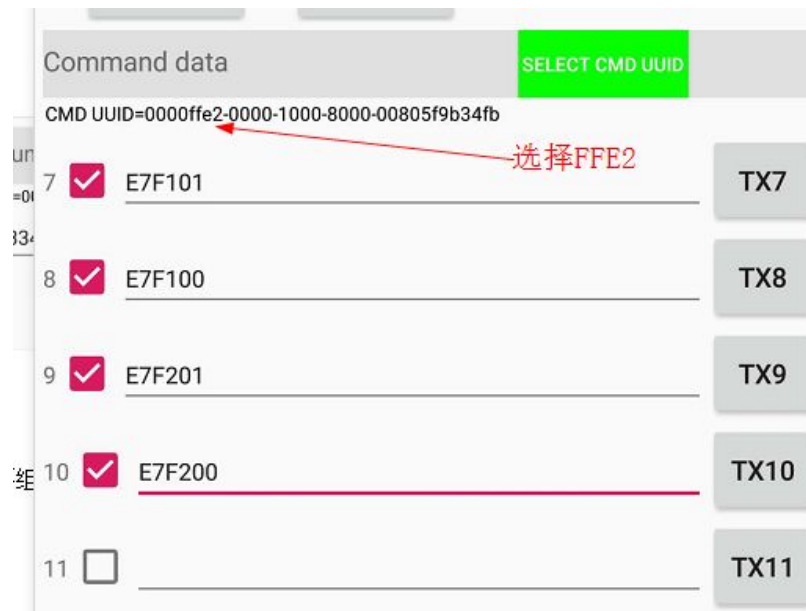 Command data
SELECT CMD UUID
CMD UUID=0000ffe2-0000-1000-8000-00805f9b34fb
选择FFE2
7 E7F101 TX7
8 E7F100 TX8
9 E7F201 TX9
10 E7F200 TX10
11 TX11